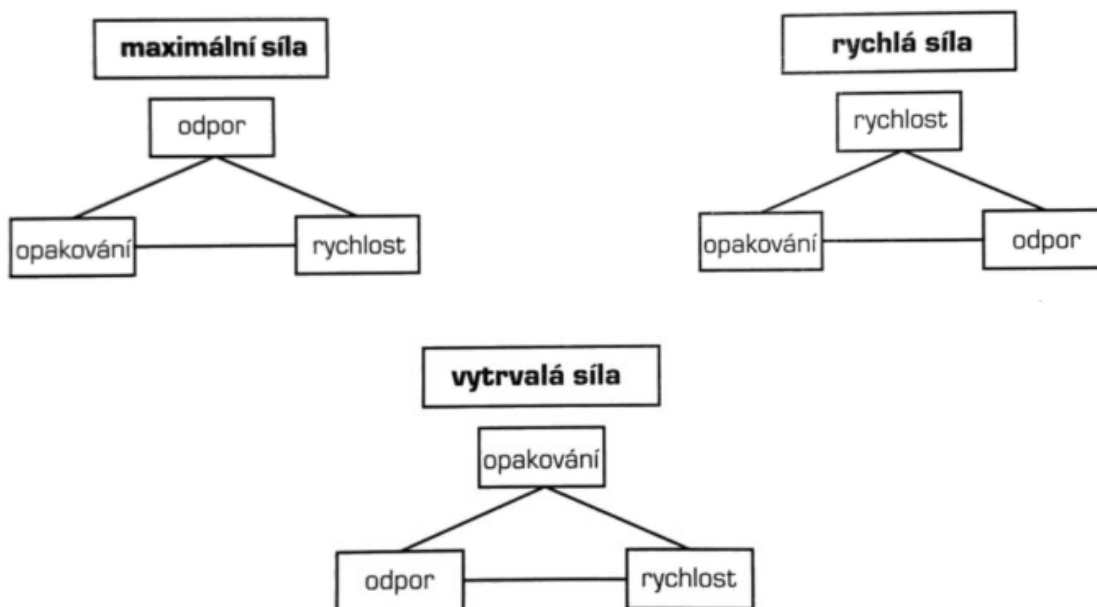 maximální síla
odpor
opakování
rychlost
rychlá síla
rychlost
opakování
odpor
vytrvalá síla
opakování
odpor
rychlost